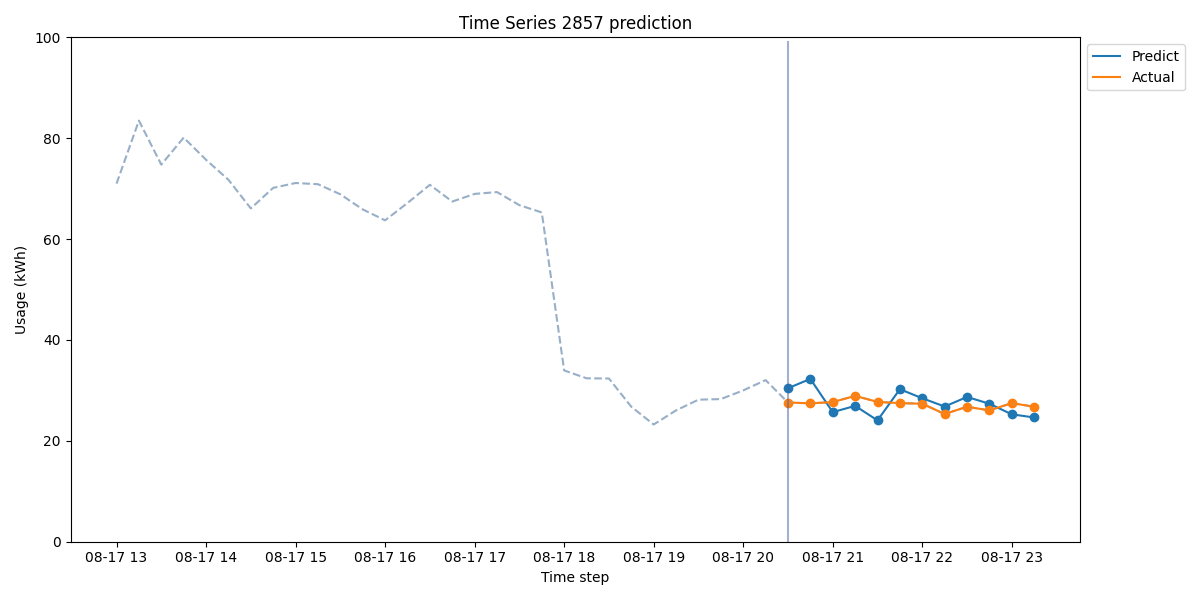 Time Series 2857 prediction
Predict
Actual
Usage (kWh)
100
80
60
40
20
0
08-17 13 08-17 14 08-17 15 08-17 16 08-17 17 08-17 18 08-17 19 08-17 20 08-17 21 08-17 22 08-17 23
Time step